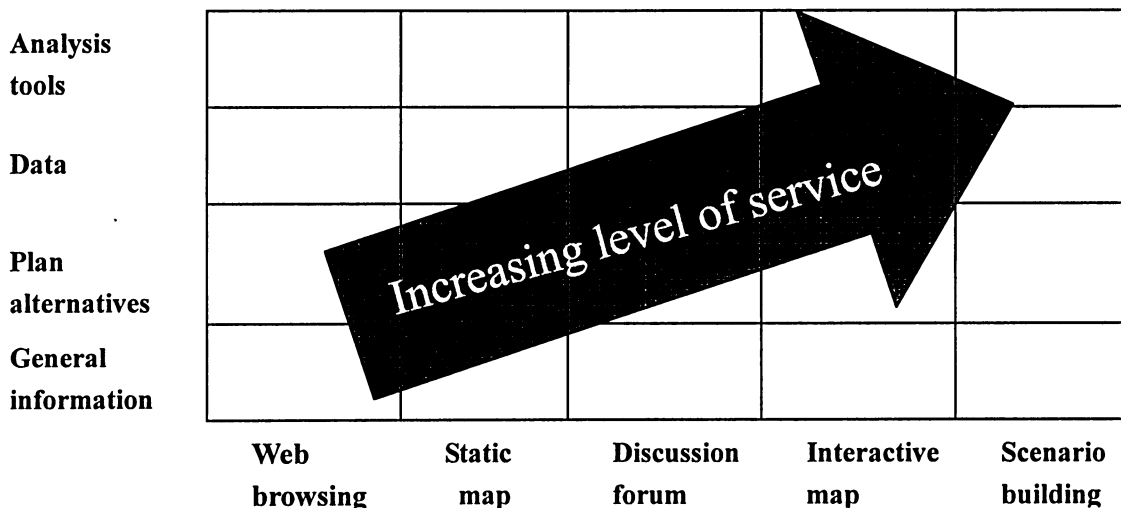 Analysis
tools
Data
Increasing level of service
Plan
alternatives
General
information
Web
browsing
Static
map
Discussion
forum
Interactive
map
Scenario
building